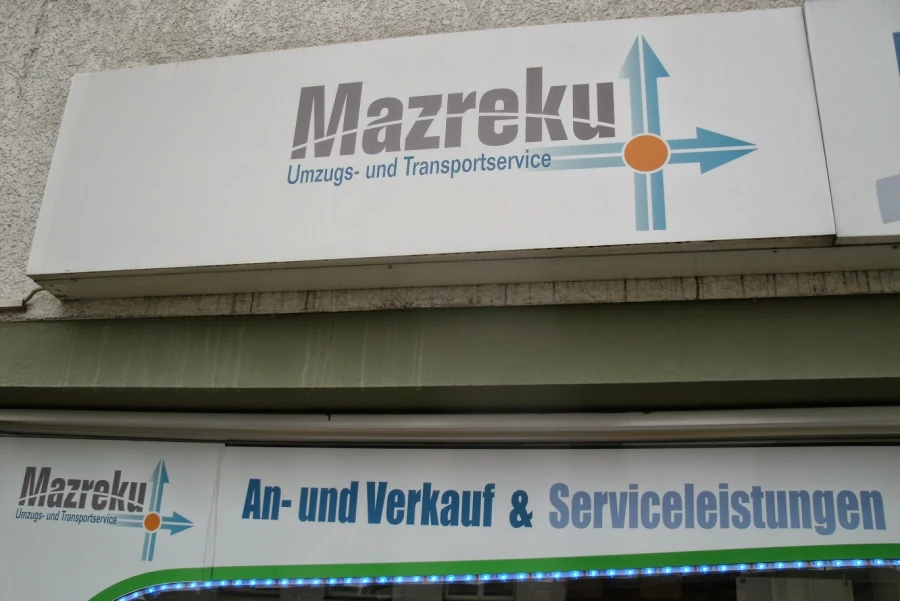 Mazreku
Umzugs- und Transportservice
Mazreku
Umzugs- und Transportservice
An- und Verkauf & Serviceleistungen